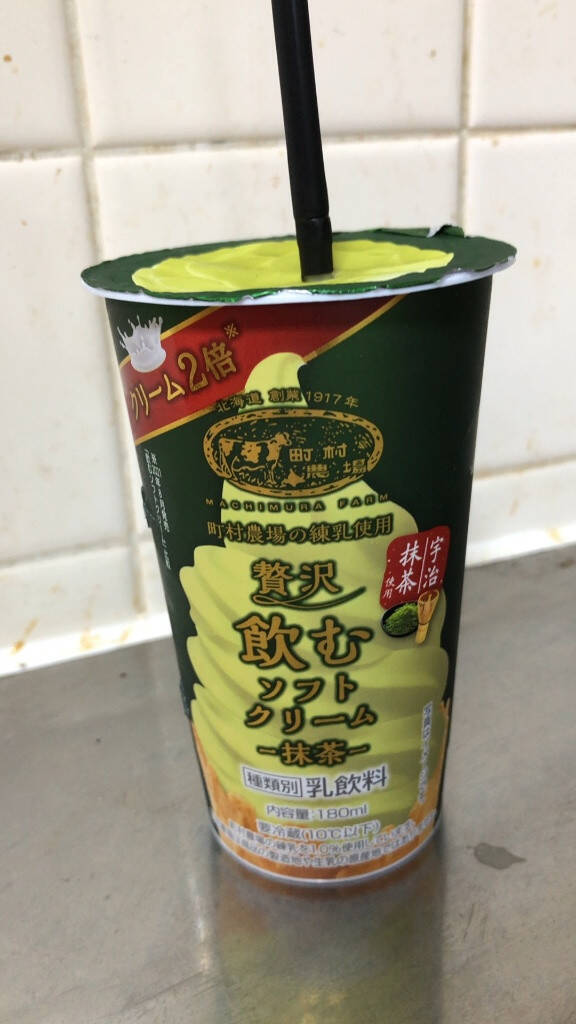 クリーム2倍※
北海道 創業1917年
町村
農場
MACHIMURA FARM
町村農場の練乳使用
宇治
抹茶
使用
贅沢
飲む
ソフト
クリーム
-抹茶-
種類別 乳飲料
内容量:180ml
要冷蔵(10℃以下)